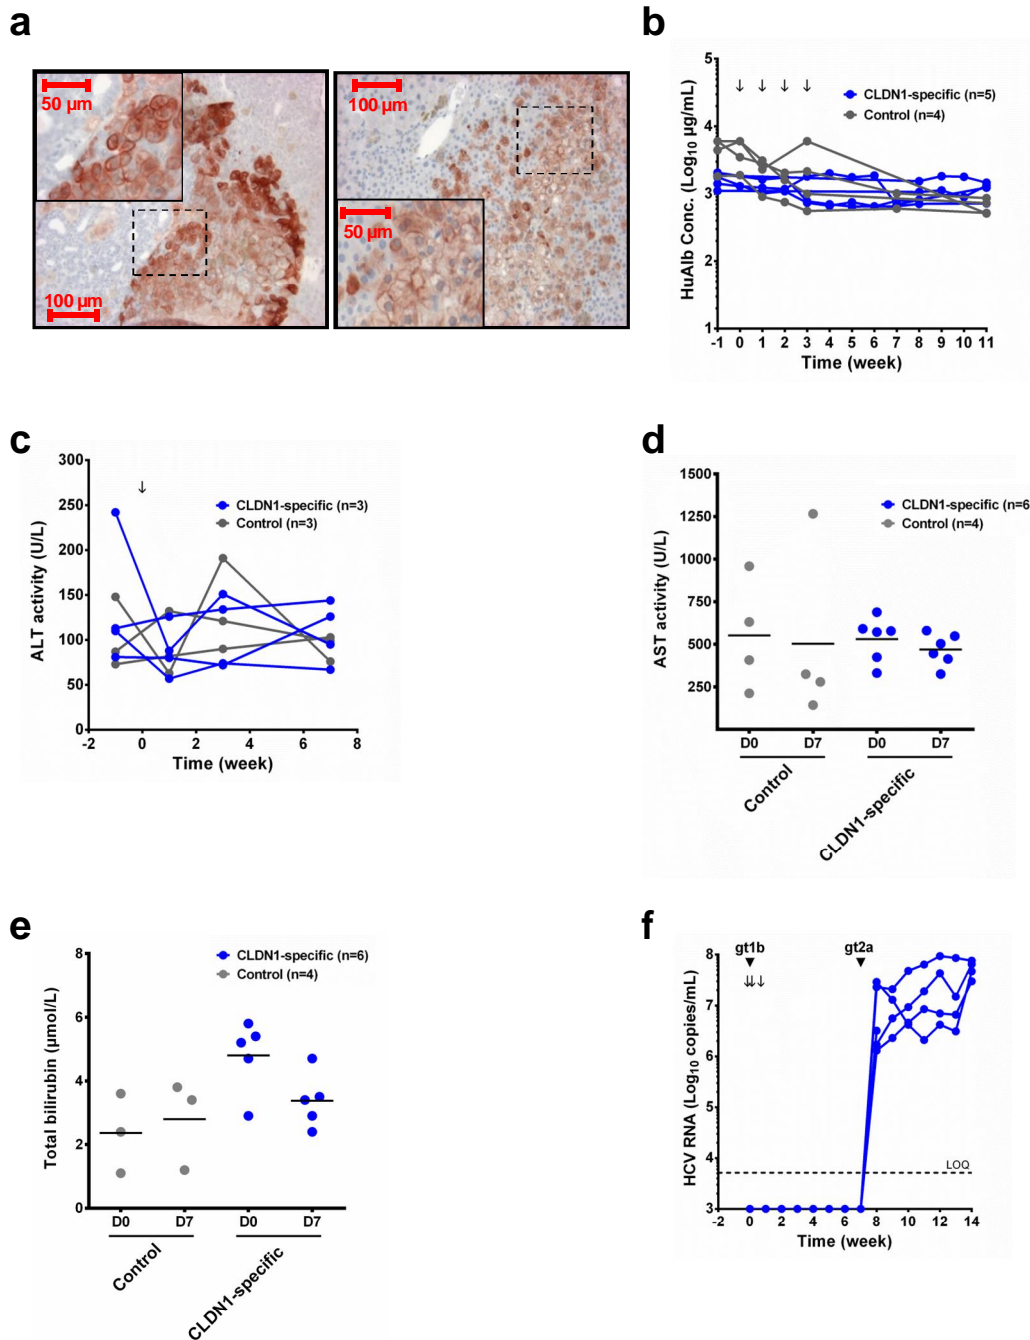 a
50 µm
100 µm
100 µm
50 µm
b
HuAlb Conc. (Log10 µg/mL)
5
4
3
2
1
CLDN1-specific (n=5)
Control (n=4)
-1 0 1 2 3 4 5 6 7 8 9 10 11
Time (week)
c
ALT activity (U/L)
300
250
200
150
100
50
0
CLDN1-specific (n=3)
Control (n=3)
-2 0 2 4 6 8
Time (week)
d
AST activity (U/L)
1500
1250
1000
750
500
250
CLDN1-specific (n=6
Control (n=4)
D0 D7 D0 D7
Control
CLDN1-specific
e
Total bilirubin (µmol/L)
8
6
4
2
0
CLDN1-specific (n=6)
Control (n=4)
D0 D7 D0 D7
Control
CLDN1-specific
f
HCV RNA (Log10 copies/mL)
gt1b gt2a
8
7
6
5
4
3
LOQ
-2 0 2 4 6 8 10 12 14
Time (week)